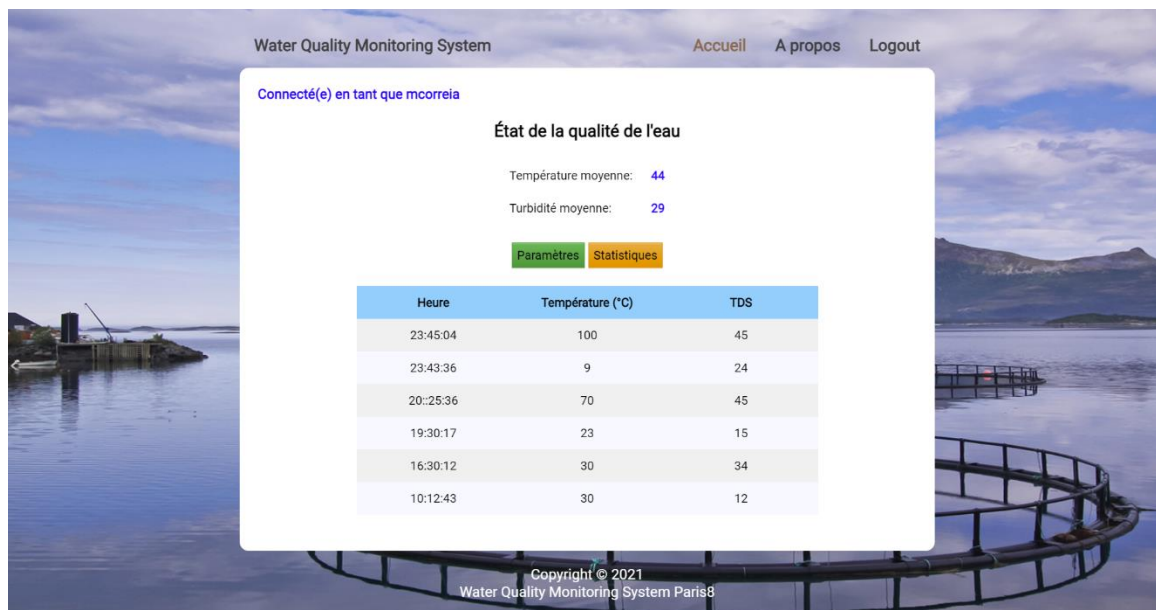 Water Quality Monitoring System Accueil A propos Logout
Connecté(e) en tant que mcorreia
État de la qualité de l'eau
Température moyenne: 44
Turbidité moyenne: 29
Paramètres Statistiques
Heure Température (°C) TDS
23:45:04 100 45
23:43:36 9 24
20::25:36 70 45
19:30:17 23 15
16:30:12 30 34
10:12:43 30 12
Copyright © 2021
Water Quality Monitoring System Paris8